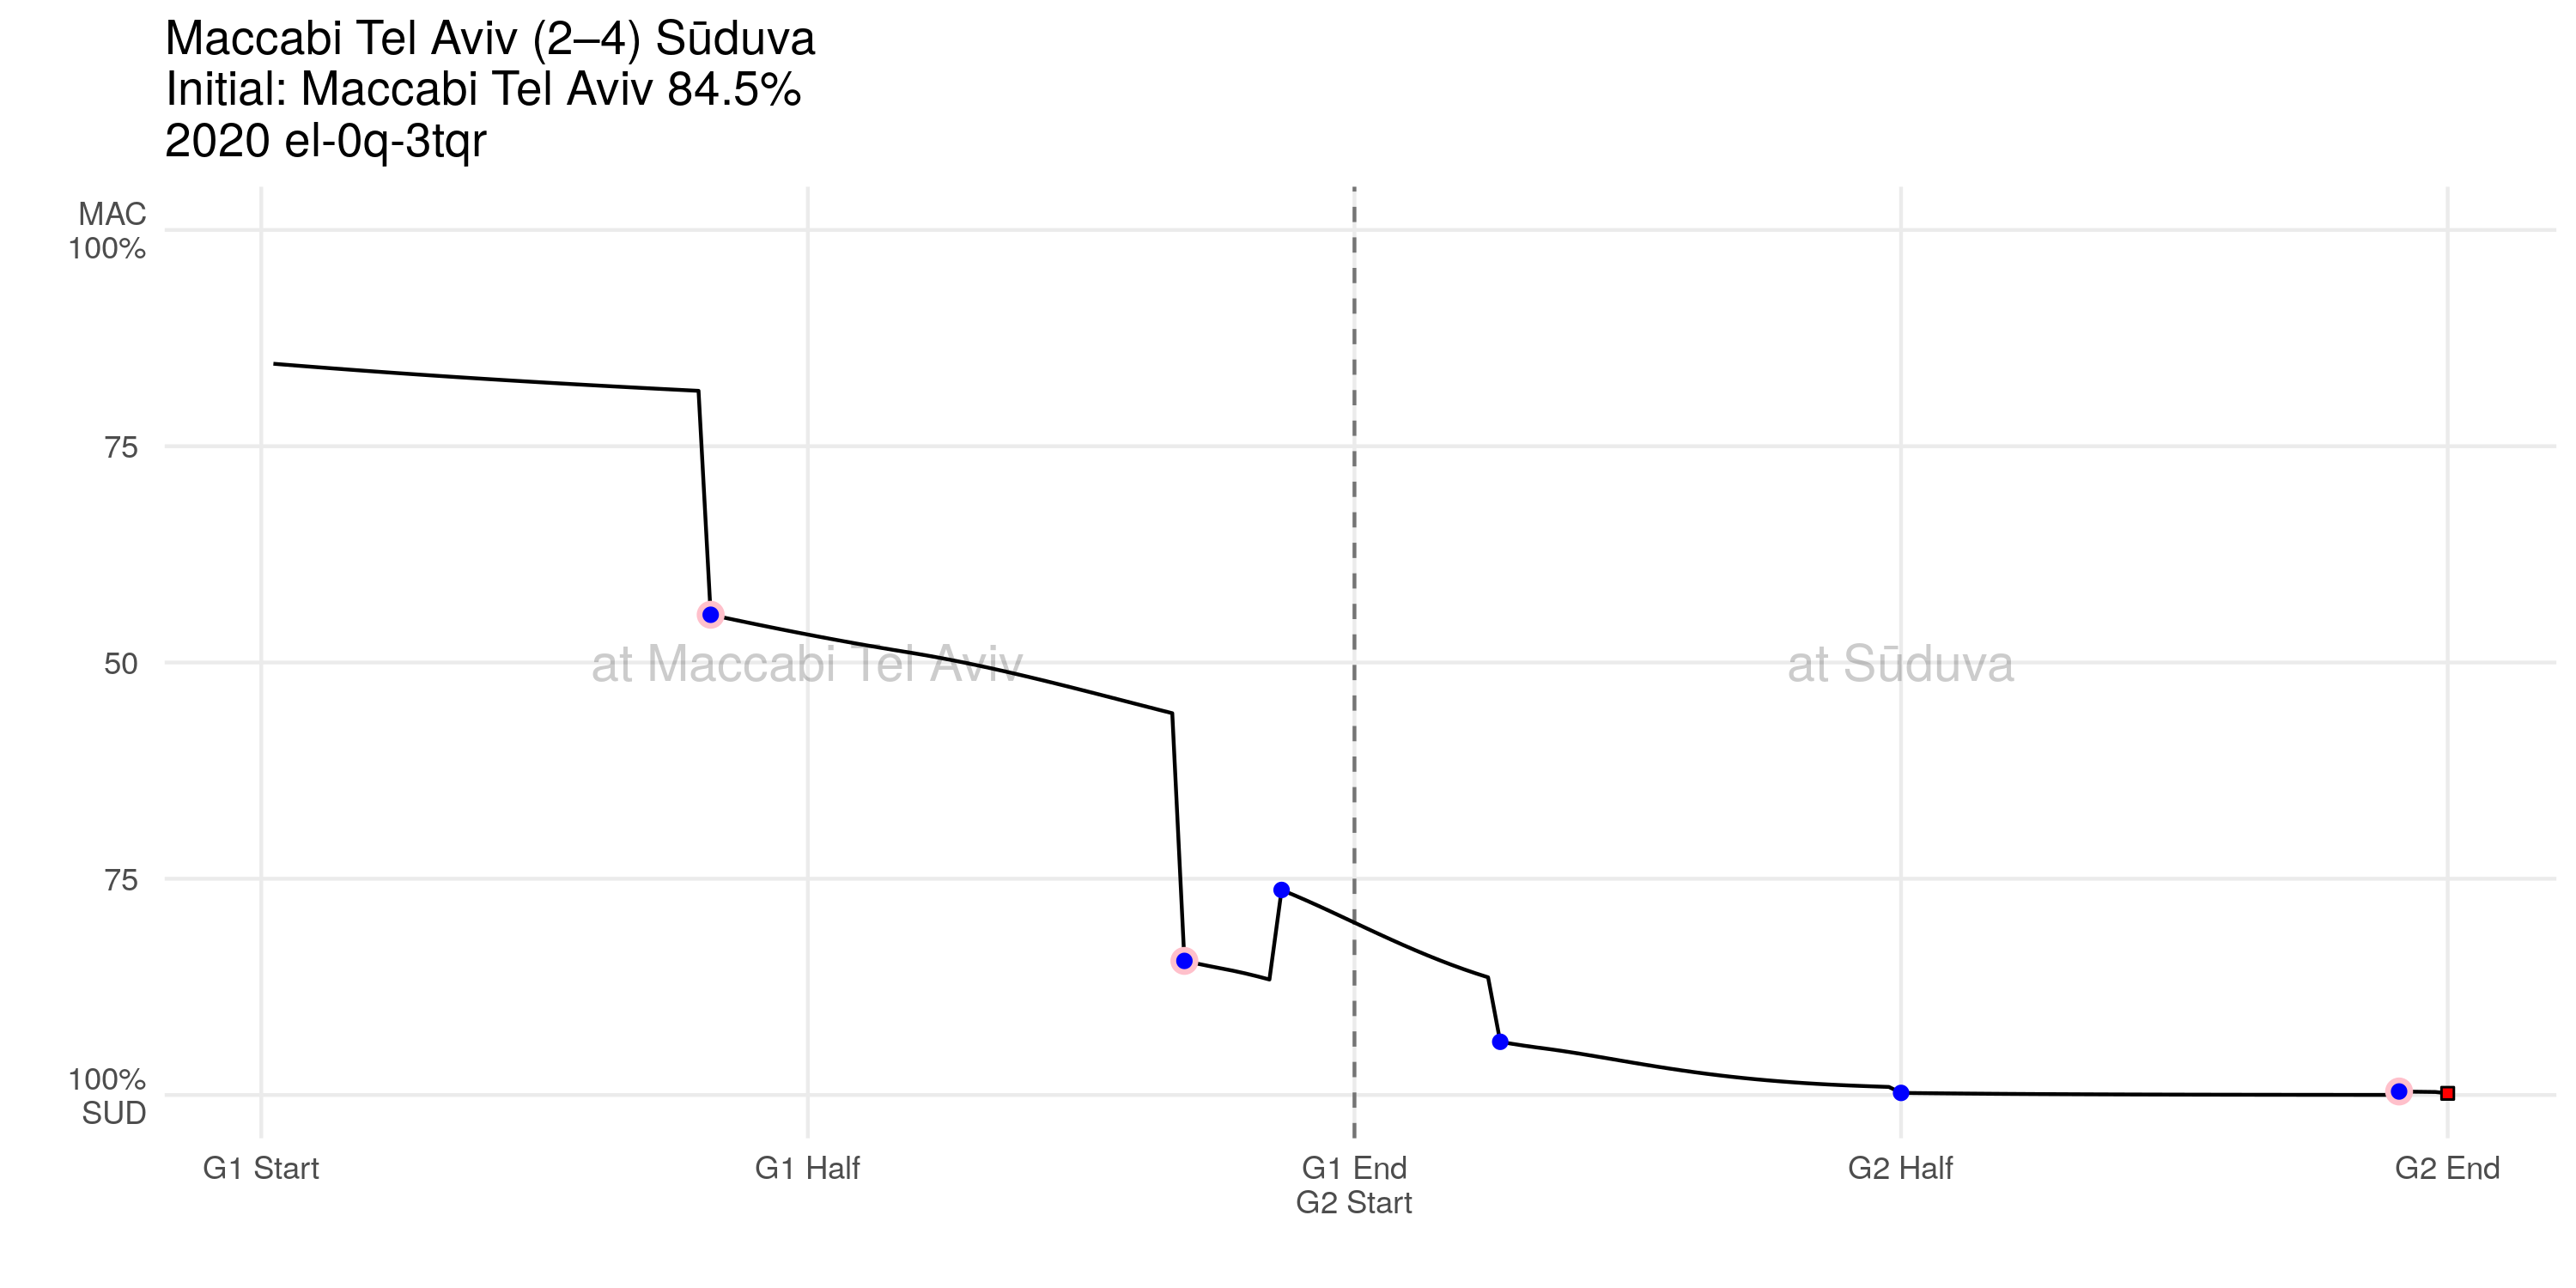 Maccabi Tel Aviv (2–4) Sūduva
Initial: Maccabi Tel Aviv 84.5%
2020 el-0q-3tqr
MAC
100%
75
50
75
100%
SUD
at Maccabi Tel Aviv
at Sūduva
G1 Start
G1 Half
G1 End
G2 Start
G2 Half
G2 End